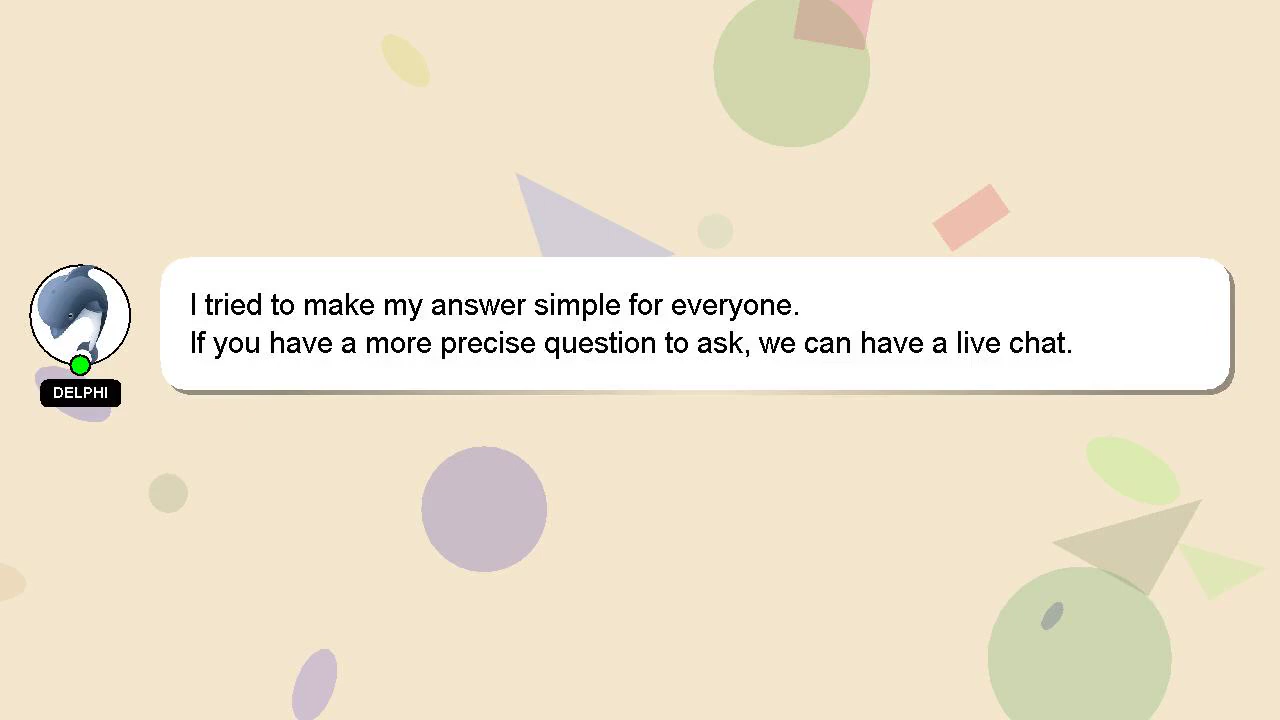 I tried to make my answer simple for everyone.
If you have a more precise question to ask, we can have a live chat.
DELPHI